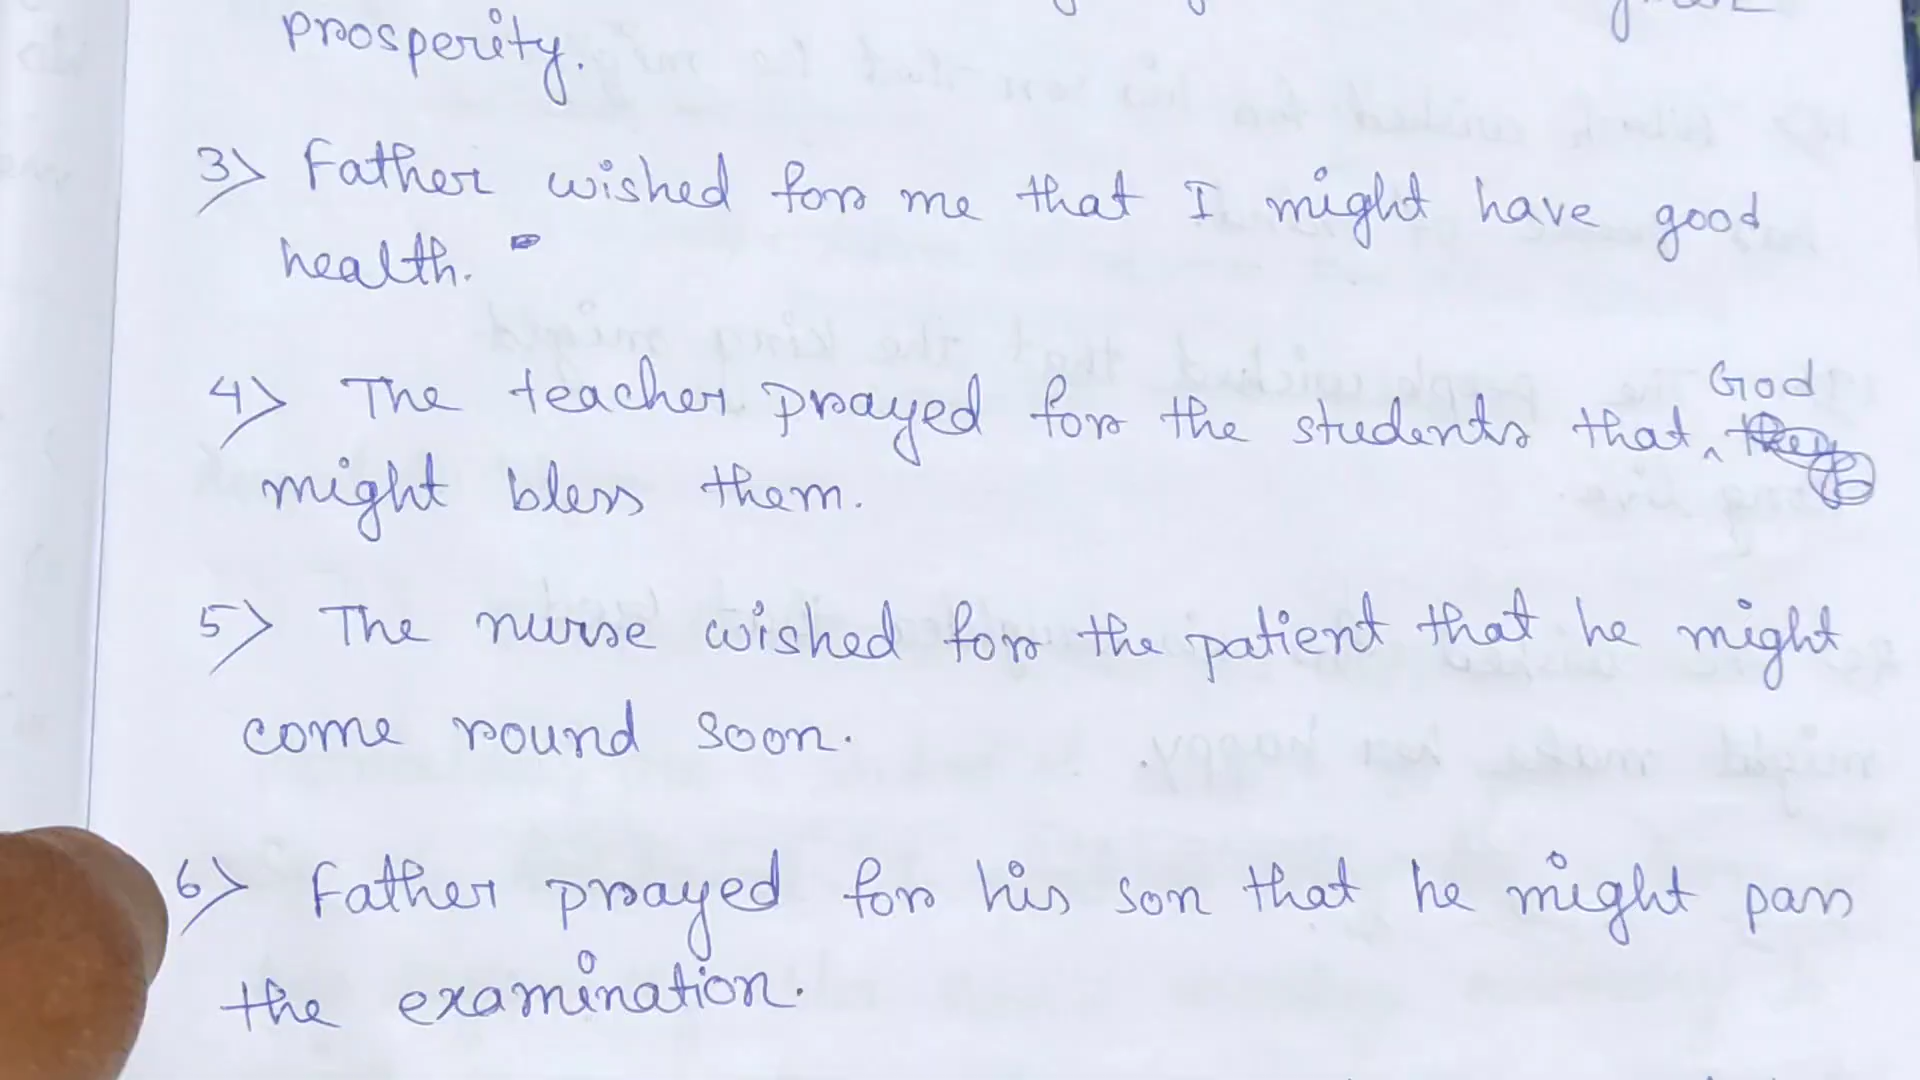 prosperity.
3> Father wished for me that I might have good
health.
4> The teacher prayed for the students that ^ God
might bless them.
5> The nurse wished for the patient that he might
come round soon.
6> Father prayed for his son that he might pass
the examination.